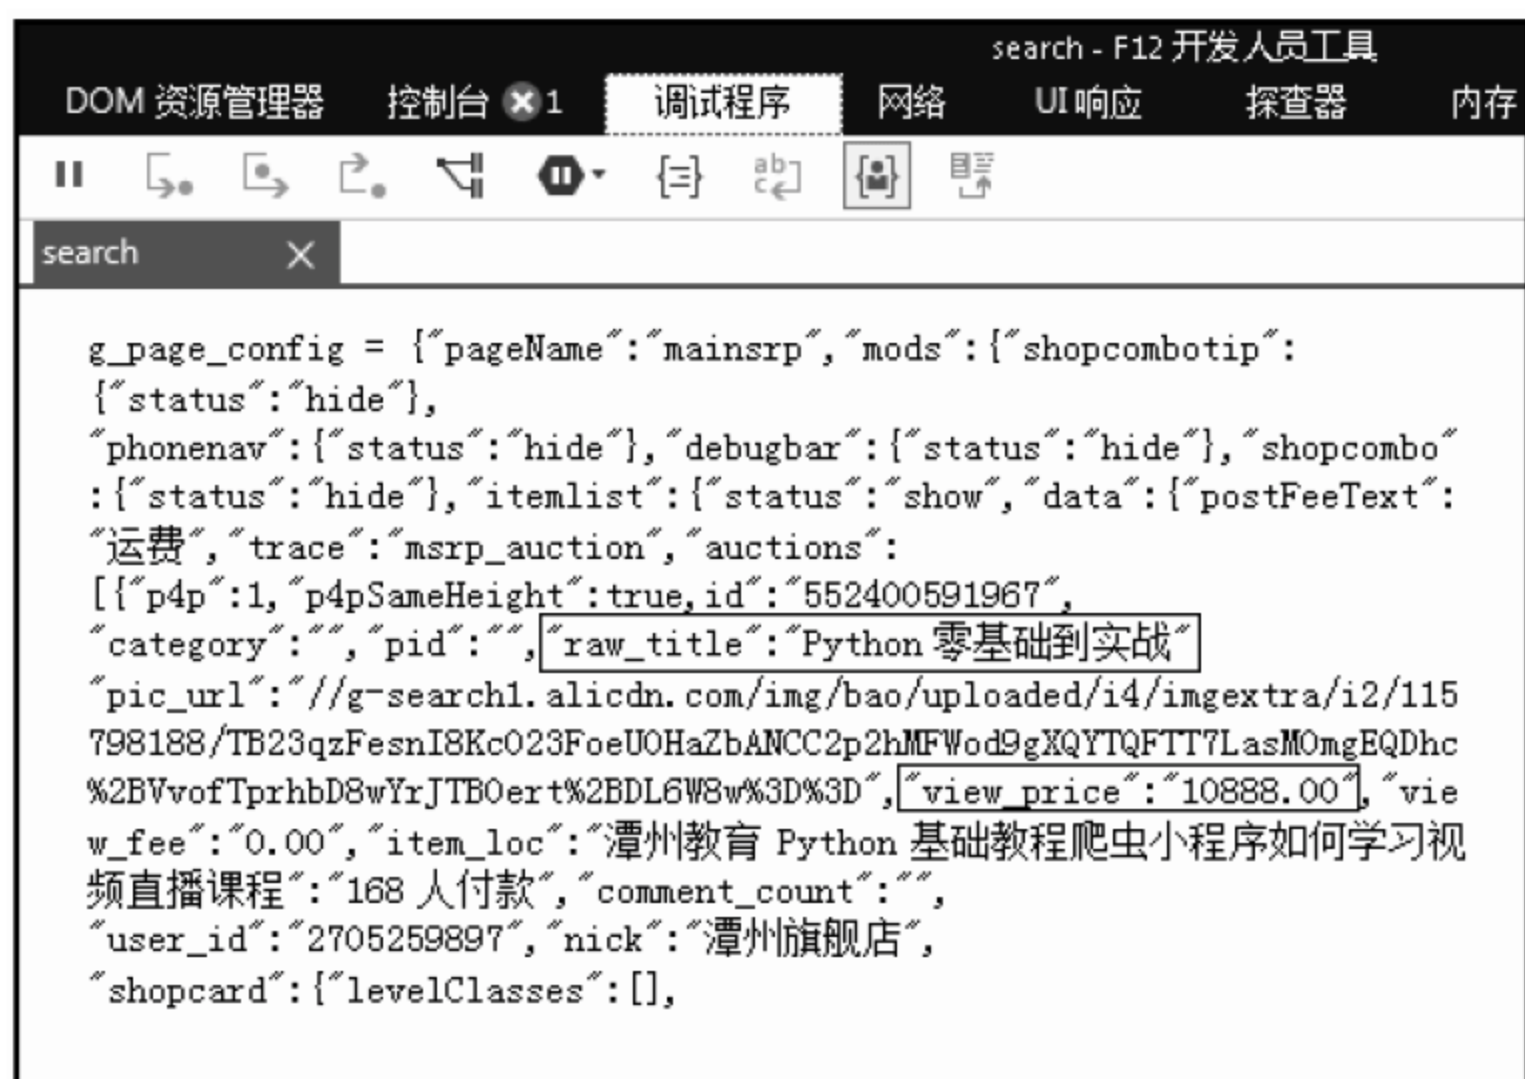 search - F12 开发人员工具
DOM 资源管理器 控制台 1 调试程序 网络 UI 响应 探查器 内存
search
g_page_config = {"pageName":"mainsrp","mods":{"shopcombotip":
{"status":"hide"},
"phonenav":{"status":"hide"},"debugbar":{"status":"hide"},"shopcombo"
:{"status":"hide"},"itemlist":{"status":"show","data":{"postFeeText":
"运费","trace":"msrp_auction","auctions":
[{"p4p":1,"p4pSameHeight":true,id":"552400591967",
"category":"","pid":"","raw_title":"Python 零基础到实战"
"pic_url":"//g-search1.alicdn.com/img/bao/uploaded/i4/imgextra/i2/115
798188/TB23qzFesnI8KcO23FoeUOHaZbANCC2p2hMFWod9gXQYTQFTT7LasMOmgEQDhc
%2BVvofTprhbD8wYrJTBOert%2BDL6W8w%3D%3D","view_price":"10888.00","vie
w_fee":"0.00","item_loc":"潭州教育 Python 基础教程爬虫小程序如何学习视
频直播课程":"168 人付款","comment_count":"",
"user_id":"2705259897","nick":"潭州旗舰店",
"shopcard":{"levelClasses":[],